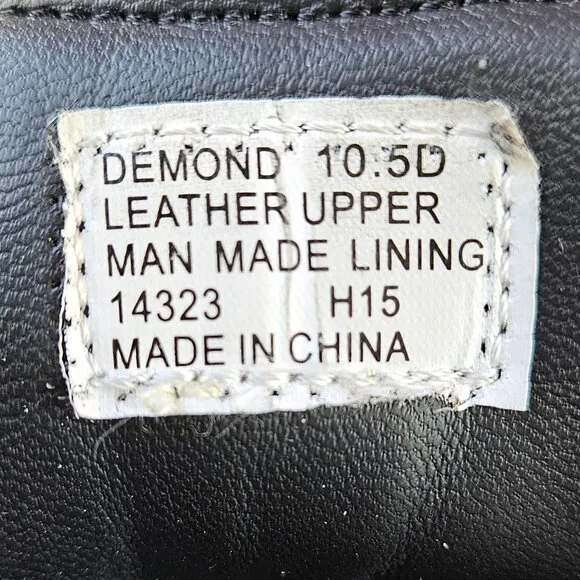 DEMOND 10.5D
LEATHER UPPER
MAN MADE LINING
14323 H15
MADE IN CHINA